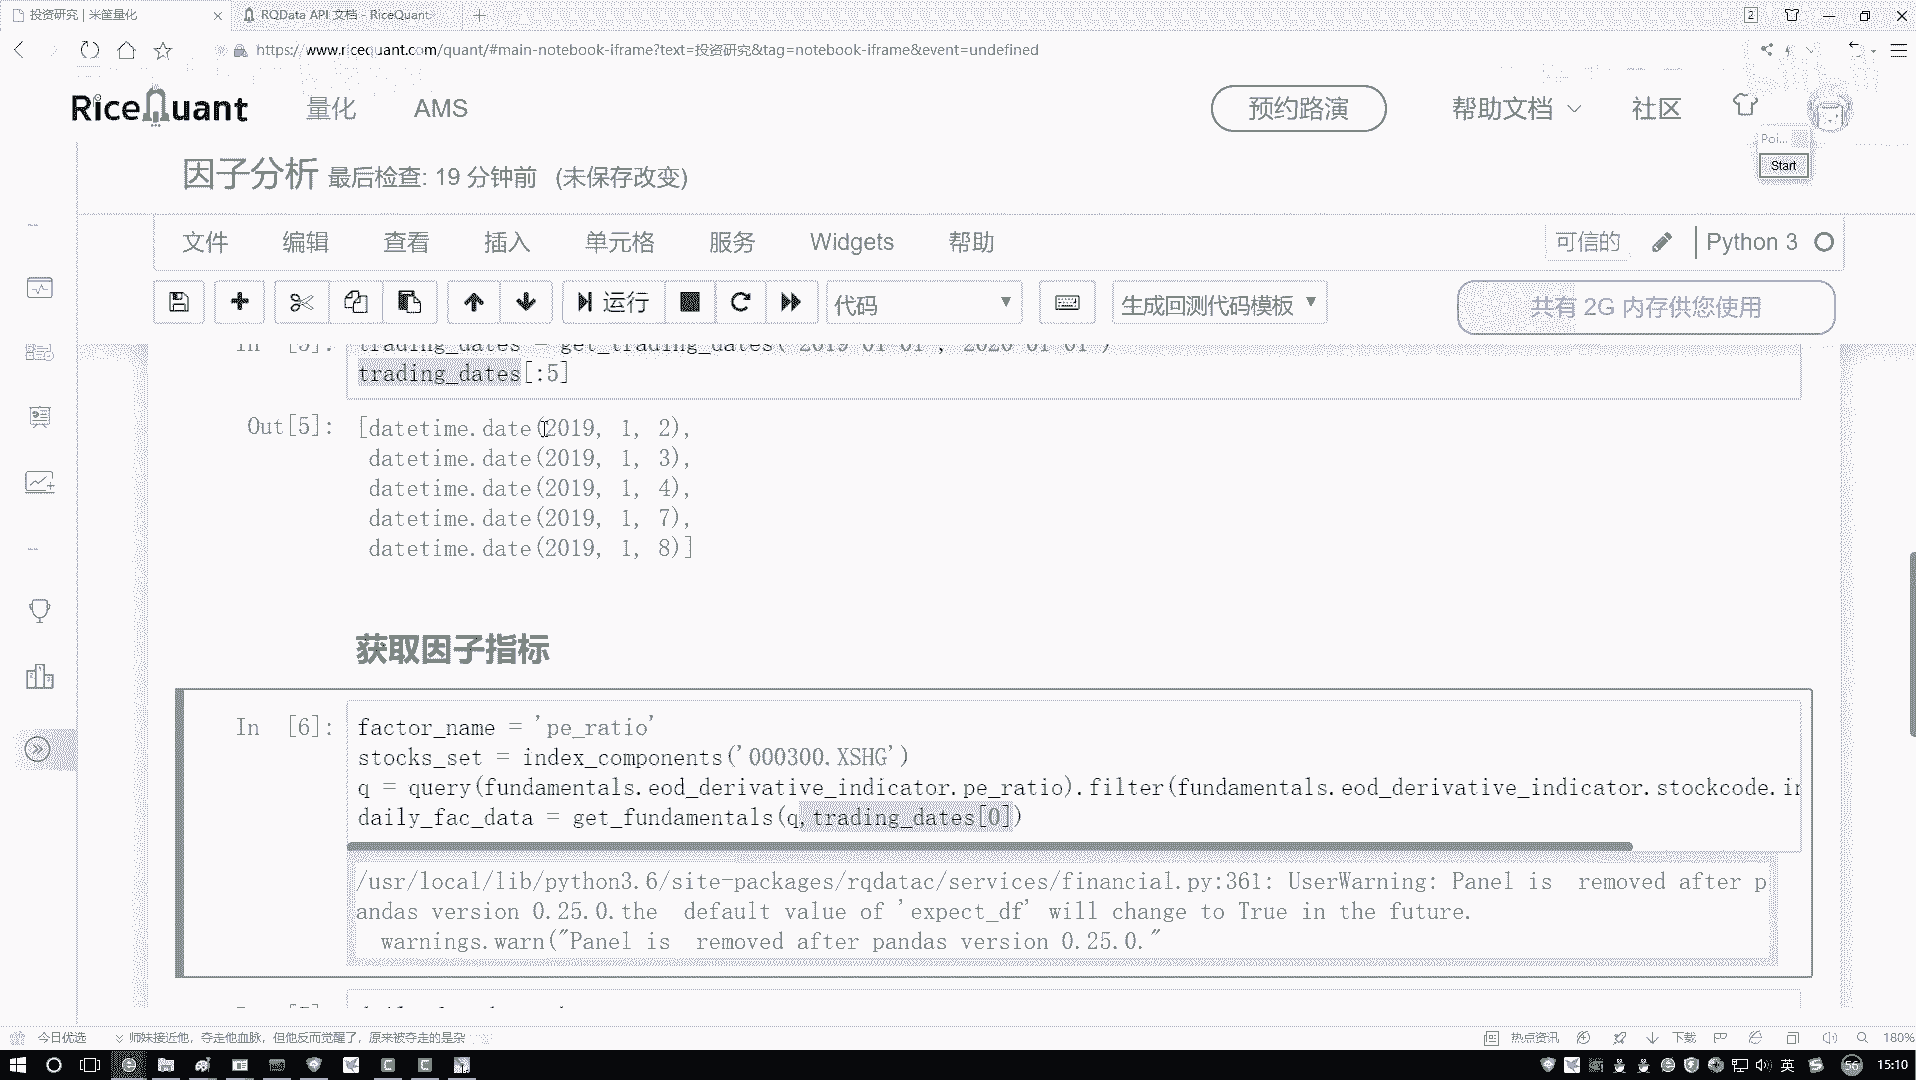 投资研究 | 米筐量化
RQData API 文档 - RiceQuant
2
https://www.ricequant.com/quant/#main-notebook-iframe?text=投资研究&tag=notebook-iframe&event=undefined
RiceQuant 量化 AMS 预约路演 帮助文档 社区
Poi...
Start
因子分析 最后检查: 19 分钟前 (未保存改变)
文件 编辑 查看 插入 单元格 服务 Widgets 帮助 可信的 Python 3
运行 代码 生成回测代码模板 共有 2G 内存供您使用
In [5]: trading_dates = get_trading_dates('2019-01-01', '2020-01-01')
trading_dates[:5]
Out[5]: [datetime.date(2019, 1, 2),
datetime.date(2019, 1, 3),
datetime.date(2019, 1, 4),
datetime.date(2019, 1, 7),
datetime.date(2019, 1, 8)]
获取因子指标
In [6]: factor_name = 'pe_ratio'
stocks_set = index_components('000300.XSHG')
q = query(fundamentals.eod_derivative_indicator.pe_ratio).filter(fundamentals.eod_derivative_indicator.stockcode.in
daily_fac_data = get_fundamentals(q,trading_dates[0])
/usr/local/lib/python3.6/site-packages/rqdatac/services/financial.py:361: UserWarning: Panel is  removed after p
andas version 0.25.0.the  default value of 'expect_df' will change to True in the future.
warnings.warn("Panel is  removed after pandas version 0.25.0."
今日优选 师妹接近他，夺走他血脉，但他反而觉醒了，原来被夺走的是杂 热点资讯 下载 180%
英 56 15:10